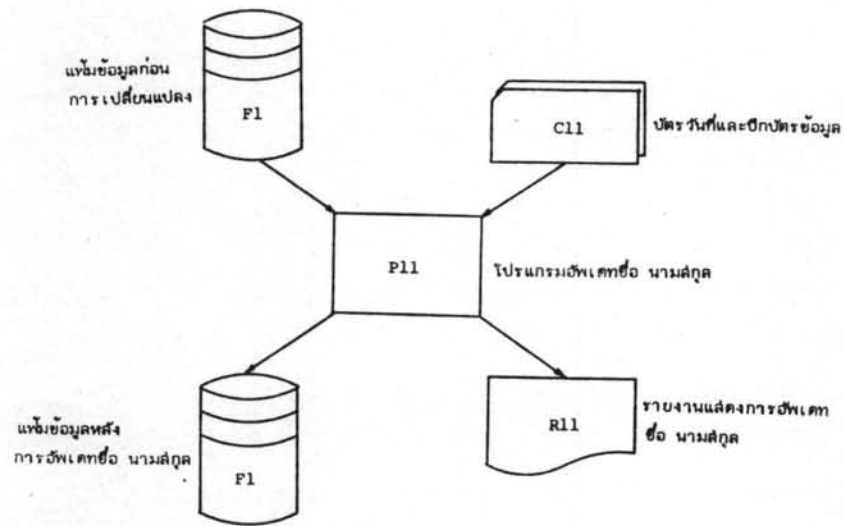 แฟ้มข้อมูลก่อน
การเปลี่ยนแปลง
F1
C11
บัตรวันที่และปึกบัตรข้อมูล
P11
โปรแกรมอัพเดทชื่อ นามสกุล
แฟ้มข้อมูลหลัง
การอัพเดทชื่อ นามสกุล
F1
R11
รายงานแสดงการอัพเดท
ชื่อ นามสกุล